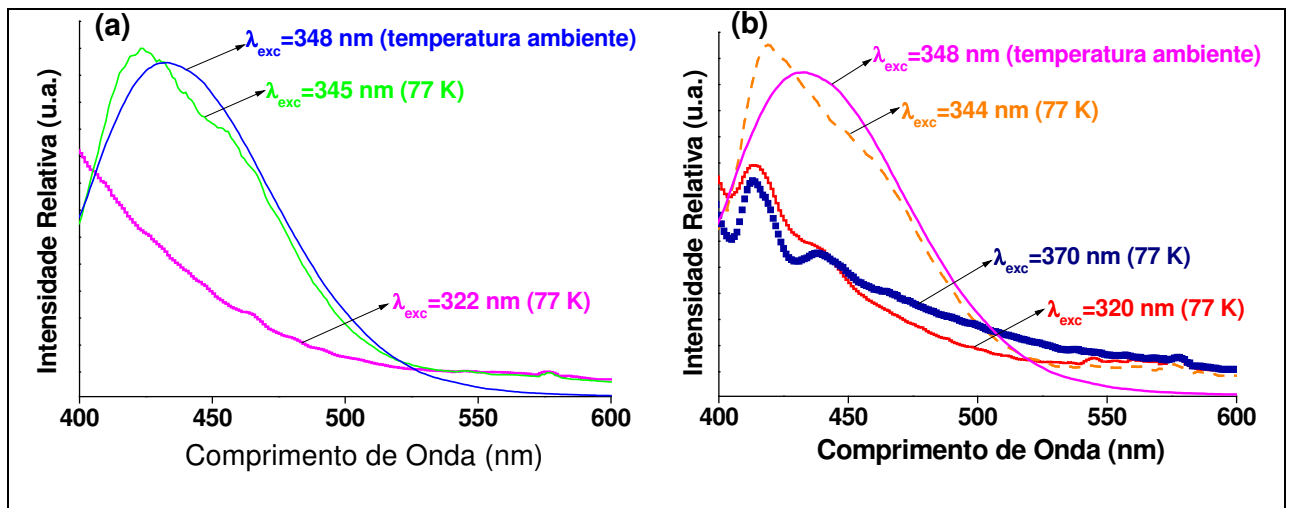 (a)
λexc=348 nm (temperatura ambiente)
λexc=345 nm (77 K)
λexc=322 nm (77 K)
Intensidade Relativa (u.a.)
400 450 500 550 600
Comprimento de Onda (nm)
(b)
λexc=348 nm (temperatura ambiente)
λexc=344 nm (77 K)
λexc=370 nm (77 K)
λexc=320 nm (77 K)
Intensidade Relativa (u.a.)
400 450 500 550 600
Comprimento de Onda (nm)